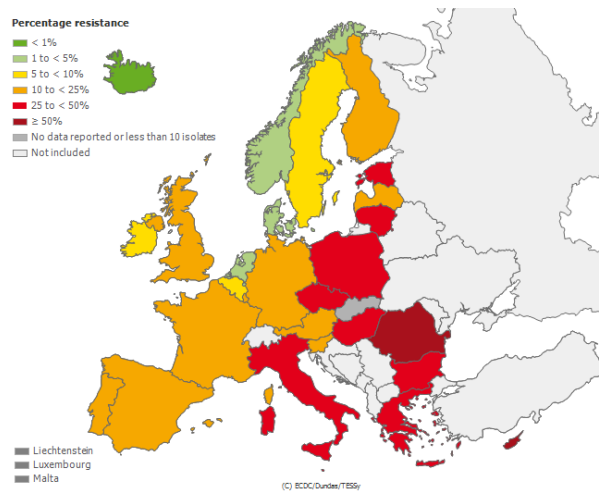 Percentage resistance
< 1%
1 to < 5%
5 to < 10%
10 to < 25%
25 to < 50%
≥ 50%
No data reported or less than 10 isolates
Not included
Liechtenstein
Luxembourg
Malta
(C) ECDC/Dundas/TESSy